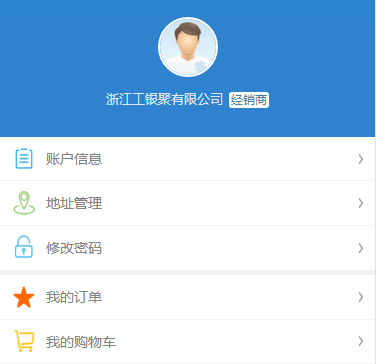 浙江工银聚有限公司 经销商
账户信息
地址管理
修改密码
我的订单
我的购物车